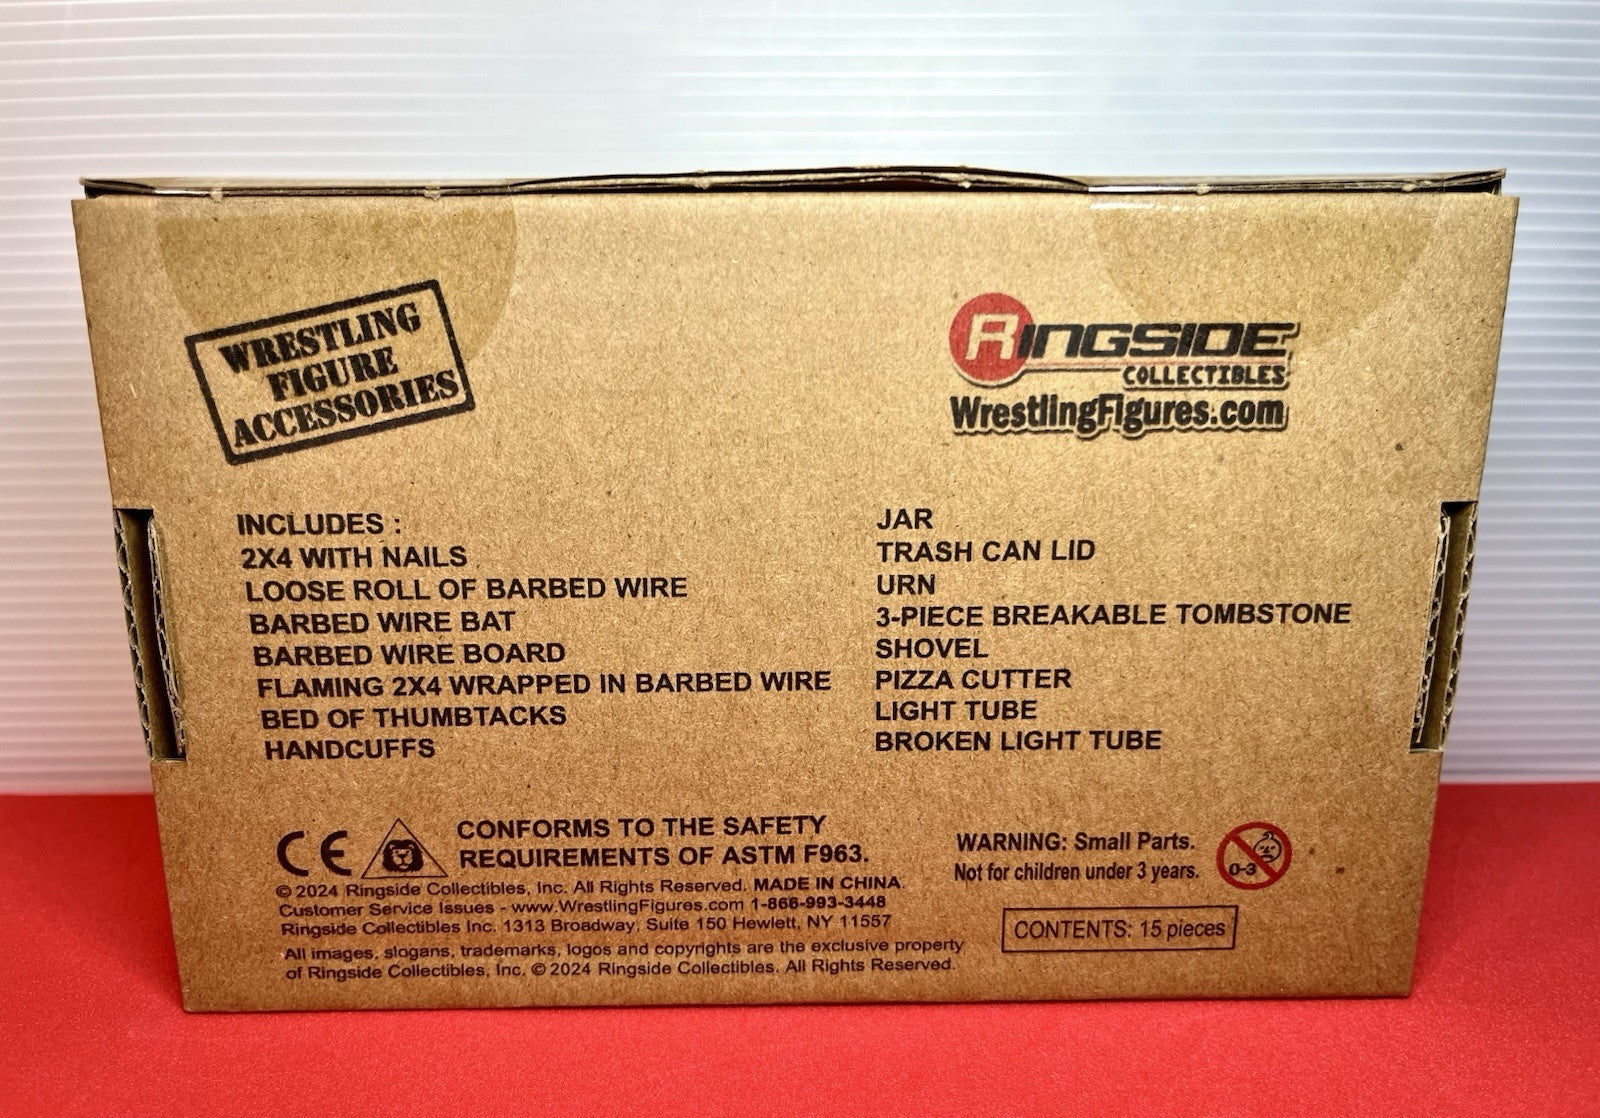 WRESTLING
FIGURE
ACCESSORIES
RINGSIDE
COLLECTIBLES
WrestlingFigures.com
INCLUDES :
2X4 WITH NAILS
LOOSE ROLL OF BARBED WIRE
BARBED WIRE BAT
BARBED WIRE BOARD
FLAMING 2X4 WRAPPED IN BARBED WIRE
BED OF THUMBTACKS
HANDCUFFS
JAR
TRASH CAN LID
URN
3-PIECE BREAKABLE TOMBSTONE
SHOVEL
PIZZA CUTTER
LIGHT TUBE
BROKEN LIGHT TUBE
CE
CONFORMS TO THE SAFETY
REQUIREMENTS OF ASTM F963.
© 2024 Ringside Collectibles, Inc. All Rights Reserved. MADE IN CHINA.
Customer Service Issues - www.WrestlingFigures.com 1-866-993-3448
Ringside Collectibles Inc. 1313 Broadway, Suite 150 Hewlett, NY 11557
All images, slogans, trademarks, logos and copyrights are the exclusive property
of Ringside Collectibles, Inc. © 2024 Ringside Collectibles. All Rights Reserved.
WARNING: Small Parts.
Not for children under 3 years.
0-3
CONTENTS: 15 pieces